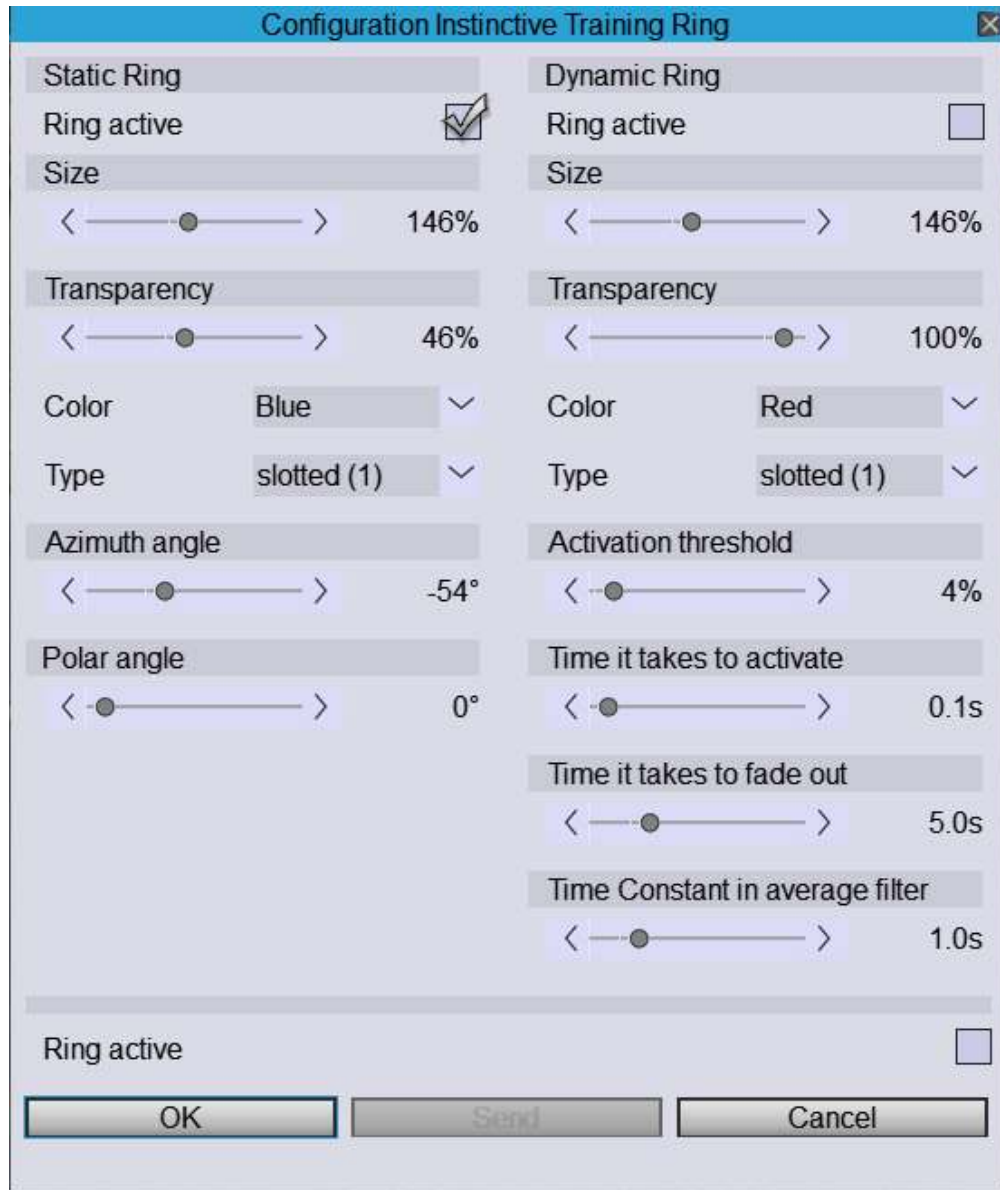 Configuration Instinctive Training Ring
Static Ring
Ring active
Size
146%
Transparency
46%
Color Blue
Type slotted (1)
Azimuth angle
-54°
Polar angle
0°
Dynamic Ring
Ring active
Size
146%
Transparency
100%
Color Red
Type slotted (1)
Activation threshold
4%
Time it takes to activate
0.1s
Time it takes to fade out
5.0s
Time Constant in average filter
1.0s
Ring active
OK Send Cancel